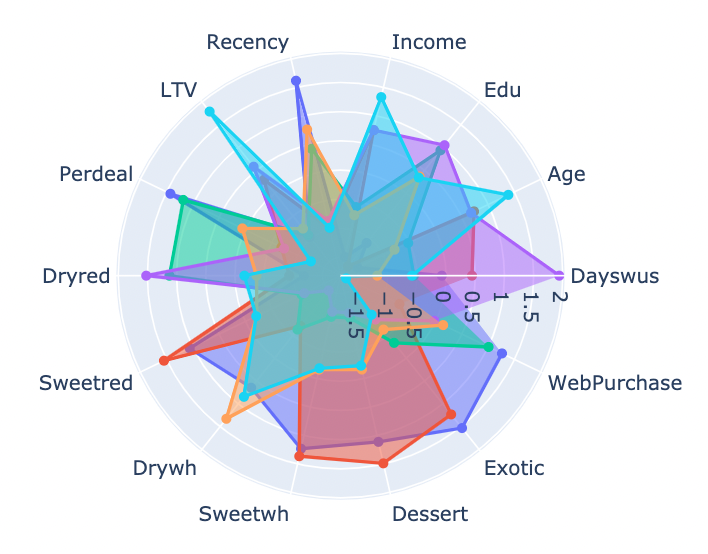 Recency
Income
LTV
Edu
Perdeal
Age
Dryred
Dayswus
−1.5
−1
−0.5
0
0.5
1
1.5
2
Sweetred
WebPurchase
Drywh
Exotic
Sweetwh
Dessert